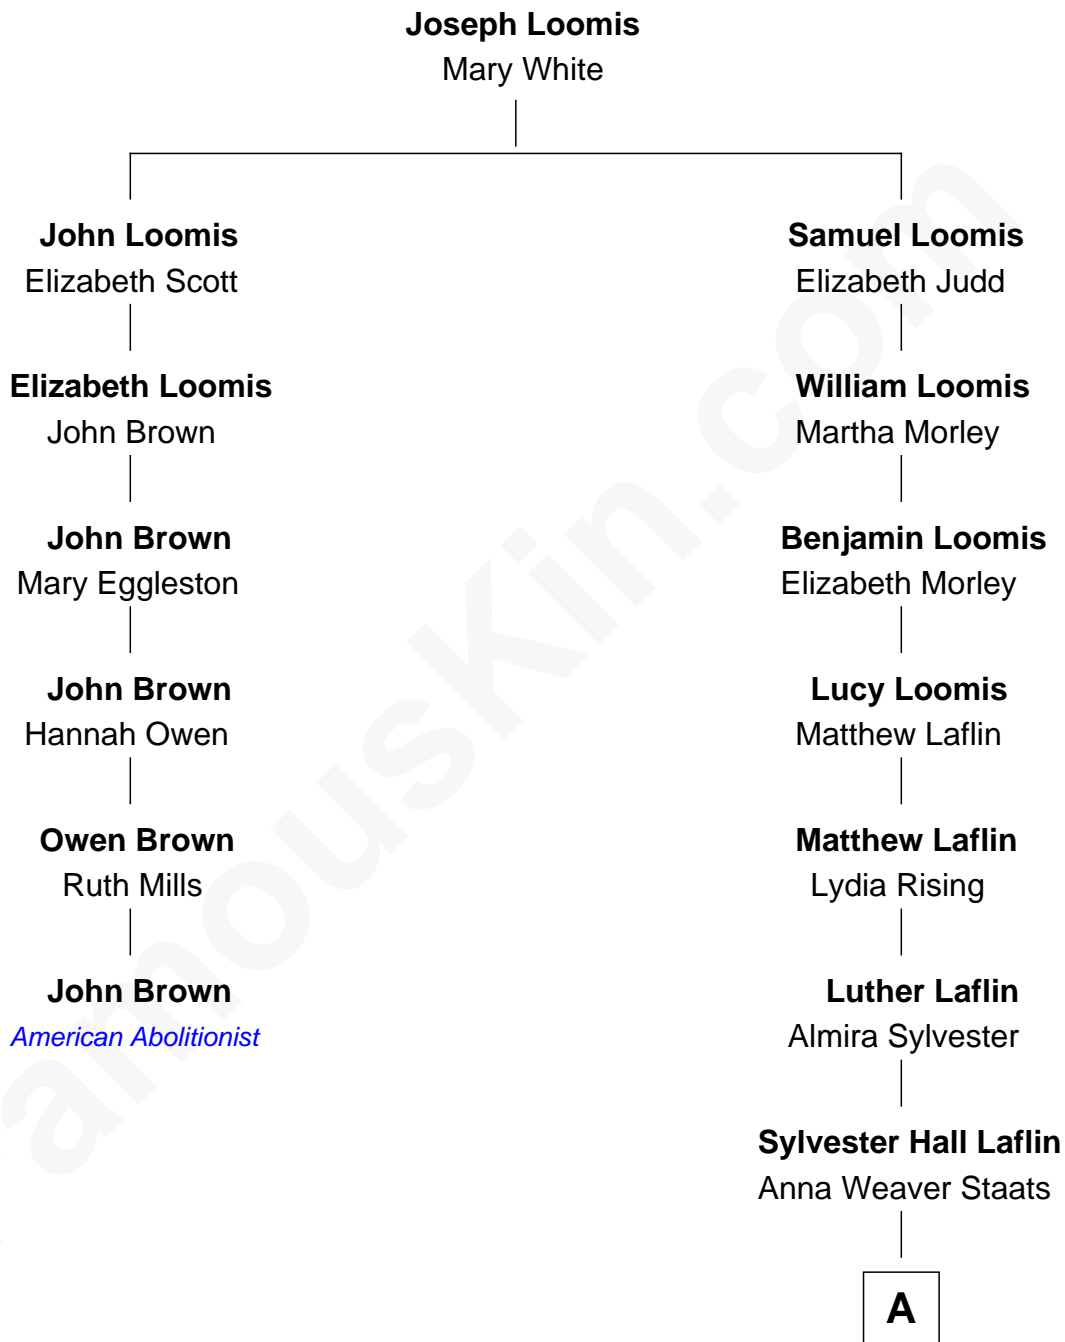 Joseph Loomis
Mary White
John Loomis
Elizabeth Scott
Samuel Loomis
Elizabeth Judd
Elizabeth Loomis
John Brown
William Loomis
Martha Morley
John Brown
Mary Eggleston
Benjamin Loomis
Elizabeth Morley
John Brown
Hannah Owen
Lucy Loomis
Matthew Laflin
Owen Brown
Ruth Mills
Matthew Laflin
Lydia Rising
John Brown
American Abolitionist
Luther Laflin
Almira Sylvester
Sylvester Hall Laflin
Anna Weaver Staats
A
amouskin.com